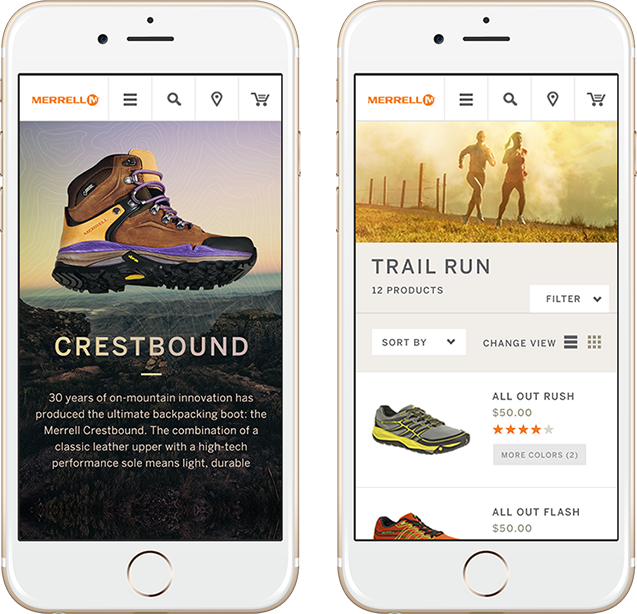 MERRELL
MERRELL
CRESTBOUND
30 years of on-mountain innovation has
produced the ultimate backpacking boot: the
Merrell Crestbound. The combination of a
classic leather upper with a high-tech
performance sole means light, durable
MERRELL
TRAIL RUN
12 PRODUCTS
FILTER
SORT BY
CHANGE VIEW
ALL OUT RUSH
$50.00
MORE COLORS (2)
ALL OUT FLASH
$50.00